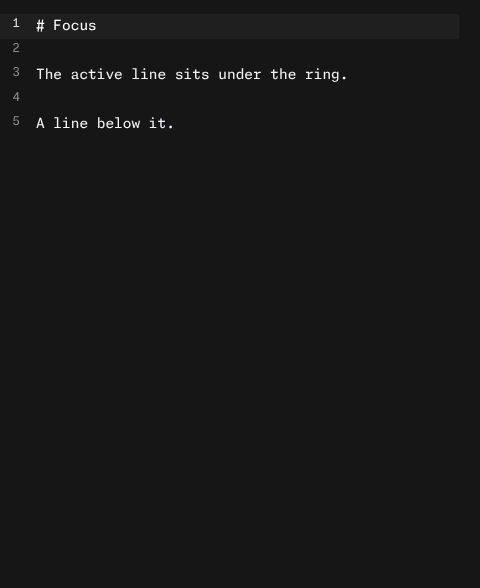 1 # Focus
2
3 The active line sits under the ring.
4
5 A line below it.